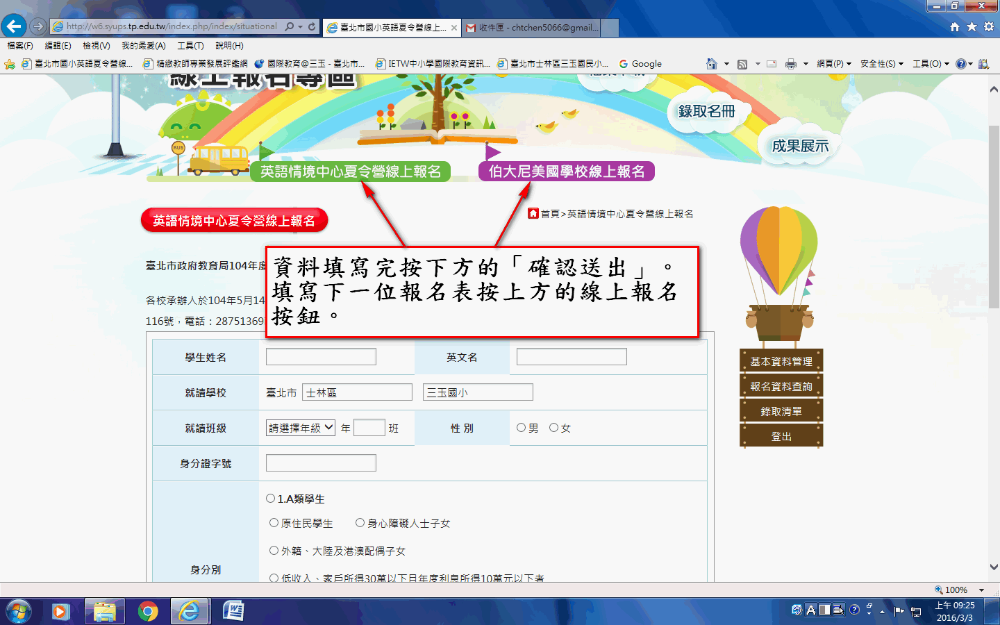 http://w6.syups.tp.edu.tw/index.php/index/situational
臺北市國小英語夏令營線上...
收件匣 - chtchen5066@gmail...
檔案(F) 編輯(E) 檢視(V) 我的最愛(A) 工具(T) 說明(H)
臺北市國小英語夏令營線... 精緻教師專業發展評鑑網 國際教育@三玉 - 臺北市... IETW中小學國際教育資訊... 臺北市士林區三玉國民小... Google 網頁(P) 安全性(S) 工具(O)
線上報名專區
錄取名冊
成果展示
BUS
英語情境中心夏令營線上報名 伯大尼美國學校線上報名
英語情境中心夏令營線上報名
首頁>英語情境中心夏令營線上報名
臺北市政府教育局104年度
資料填寫完按下方的「確認送出」。
填寫下一位報名表按上方的線上報名
按鈕。
各校承辦人於104年5月14
116號，電話：2875136
學生姓名 英文名
就讀學校 臺北市 士林區 三玉國小
就讀班級 請選擇年級 年 班 性 別 男 女
身分證字號
身分別
1.A類學生
原住民學生 身心障礙人士子女
外籍、大陸及港澳配偶子女
低收入、家戶所得30萬以下且年度利息所得10萬元以下者
基本資料管理
報名資料查詢
錄取清單
登出
100%
A
上午 09:25
2016/3/3